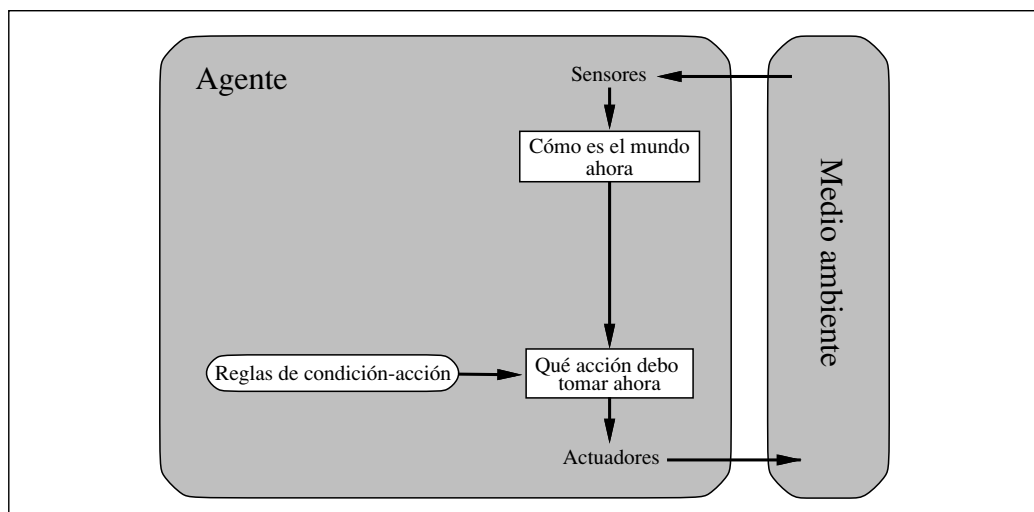 Agente
Sensores
Cómo es el mundo
ahora
Medio ambiente
Reglas de condición-acción
Qué acción debo
tomar ahora
Actuadores